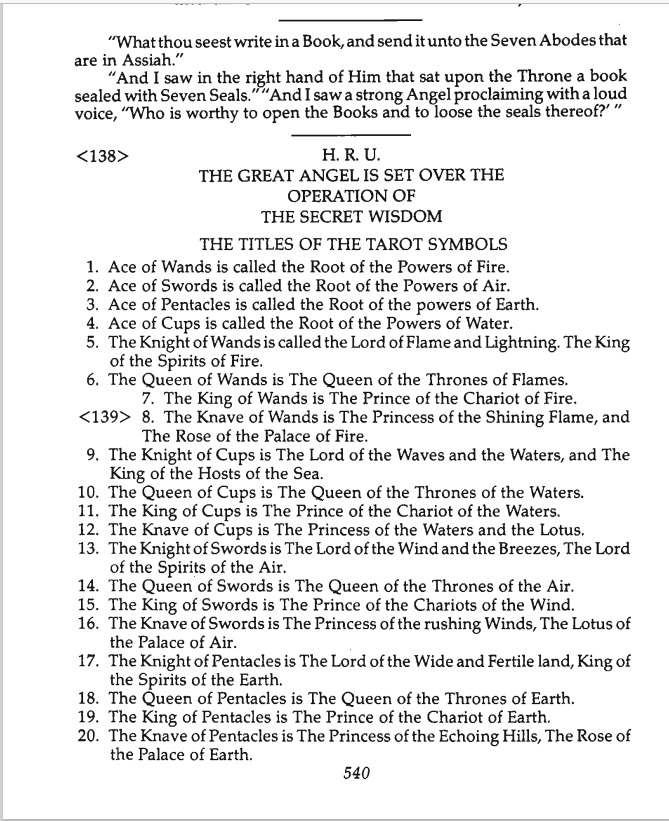 "What thou seest write in a Book, and send it unto the Seven Abodes that
are in Assiah."
"And I saw in the right hand of Him that sat upon the Throne a book
sealed with Seven Seals." "And I saw a strong Angel proclaiming with a loud
voice, "Who is worthy to open the Books and to loose the seals thereof?' "
<138> H. R. U.
THE GREAT ANGEL IS SET OVER THE
OPERATION OF
THE SECRET WISDOM
THE TITLES OF THE TAROT SYMBOLS
1. Ace of Wands is called the Root of the Powers of Fire.
2. Ace of Swords is called the Root of the Powers of Air.
3. Ace of Pentacles is called the Root of the powers of Earth.
4. Ace of Cups is called the Root of the Powers of Water.
5. The Knight of Wands is called the Lord of Flame and Lightning. The King
of the Spirits of Fire.
6. The Queen of Wands is The Queen of the Thrones of Flames.
7. The King of Wands is The Prince of the Chariot of Fire.
<139> 8. The Knave of Wands is The Princess of the Shining Flame, and
The Rose of the Palace of Fire.
9. The Knight of Cups is The Lord of the Waves and the Waters, and The
King of the Hosts of the Sea.
10. The Queen of Cups is The Queen of the Thrones of the Waters.
11. The King of Cups is The Prince of the Chariot of the Waters.
12. The Knave of Cups is The Princess of the Waters and the Lotus.
13. The Knight of Swords is The Lord of the Wind and the Breezes, The Lord
of the Spirits of the Air.
14. The Queen of Swords is The Queen of the Thrones of the Air.
15. The King of Swords is The Prince of the Chariots of the Wind.
16. The Knave of Swords is The Princess of the rushing Winds, The Lotus of
the Palace of Air.
17. The Knight of Pentacles is The Lord of the Wide and Fertile land, King of
the Spirits of the Earth.
18. The Queen of Pentacles is The Queen of the Thrones of Earth.
19. The King of Pentacles is The Prince of the Chariot of Earth.
20. The Knave of Pentacles is The Princess of the Echoing Hills, The Rose of
the Palace of Earth.
540